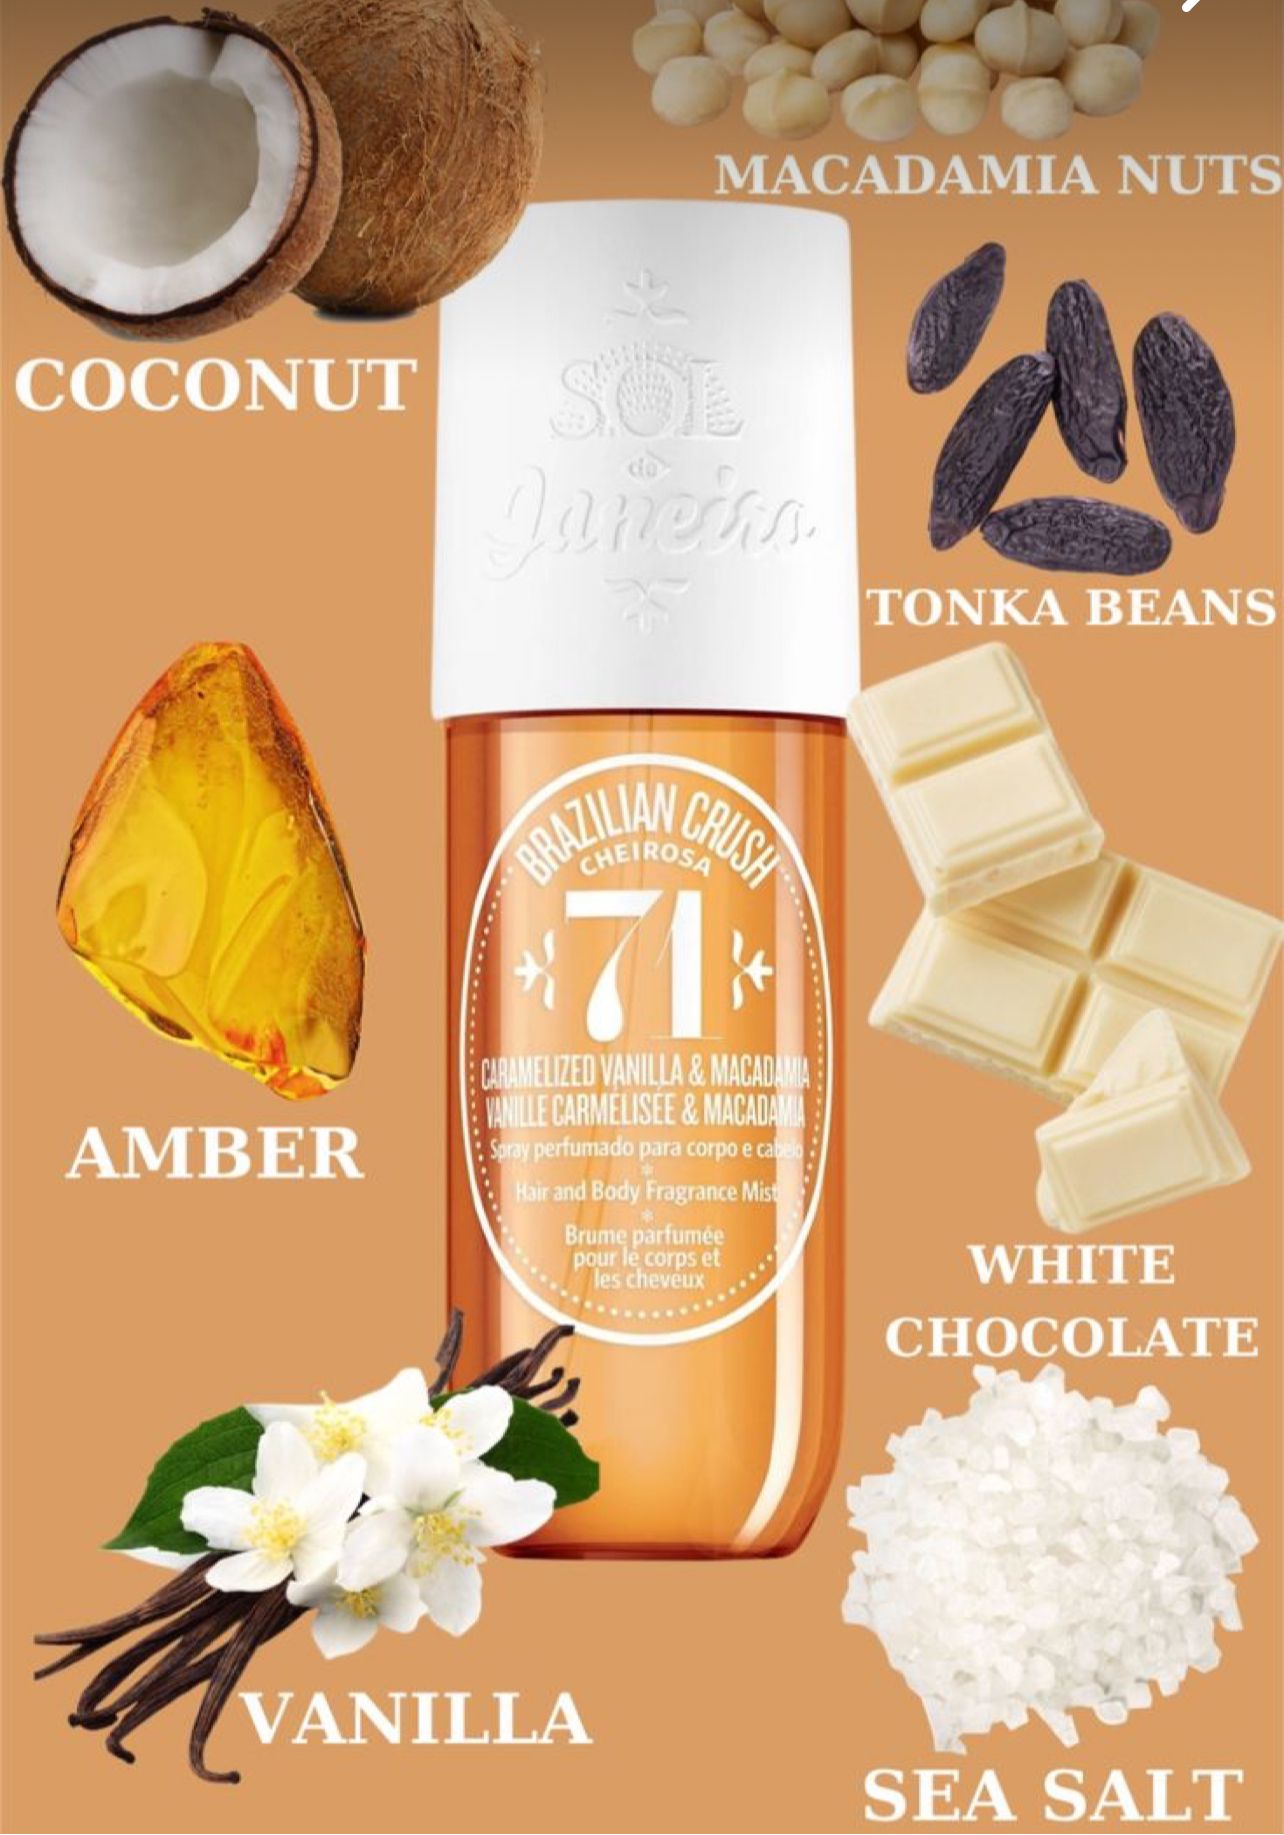 MACADAMIA NUTS
COCONUT
SOL
de
Janeiro
TONKA BEANS
AMBER
BRAZILIAN CRUSH
CHEIROSA
71
CARAMELIZED VANILLA & MACADAMIA
VANILLE CARMÉLISÉE & MACADAMIA
Spray perfumado para corpo e cabelo
*
Hair and Body Fragrance Mist
*
Brume parfumée
pour le corps et
les cheveux
WHITE
CHOCOLATE
VANILLA
SEA SALT